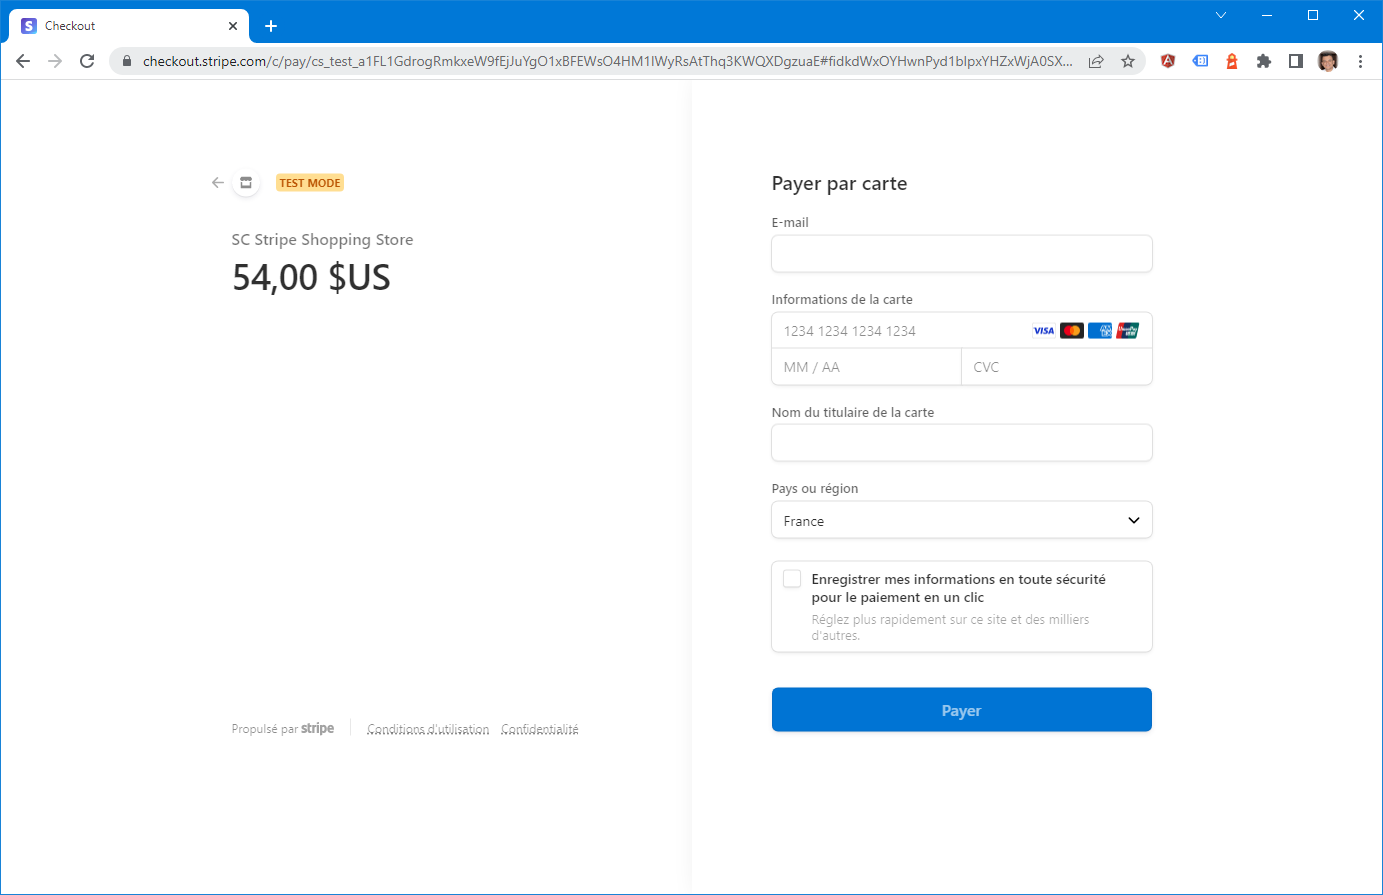 Checkout
checkout.stripe.com/c/pay/cs_test_a1FL1GdrogRmkxeW9fEjJuYgO1xBFEWsO4HM1IWyRsAtThq3KWQXDgzuaE#fidkdWxOYHwnPyd1blpxYHZxWjA0SX...
TEST MODE
SC Stripe Shopping Store
54,00 $US
Propulsé par stripe
Conditions d'utilisation Confidentialité
Payer par carte
E-mail
Informations de la carte
1234 1234 1234 1234
VISA
MM / AA
CVC
Nom du titulaire de la carte
Pays ou région
France
Enregistrer mes informations en toute sécurité
pour le paiement en un clic
Réglez plus rapidement sur ce site et des milliers
d'autres.
Payer